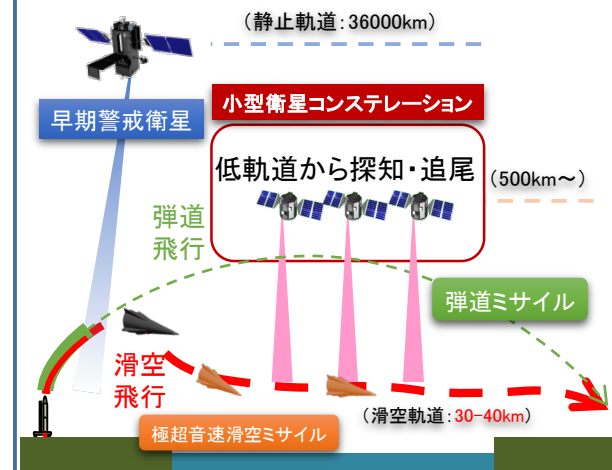 （静止軌道：36000km）
早期警戒衛星
小型衛星コンステレーション
低軌道から探知・追尾
（500km～）
弾道
飛行
弾道ミサイル
滑空
飛行
（滑空軌道：30-40km）
極超音速滑空ミサイル